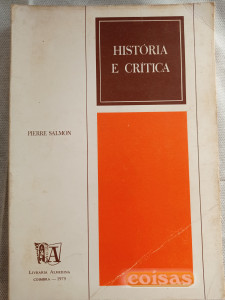 HISTÓRIA
E CRÍTICA
PIERRE SALMON
LIVRARIA ALMEDINA
COIMBRA — 1979
coisas